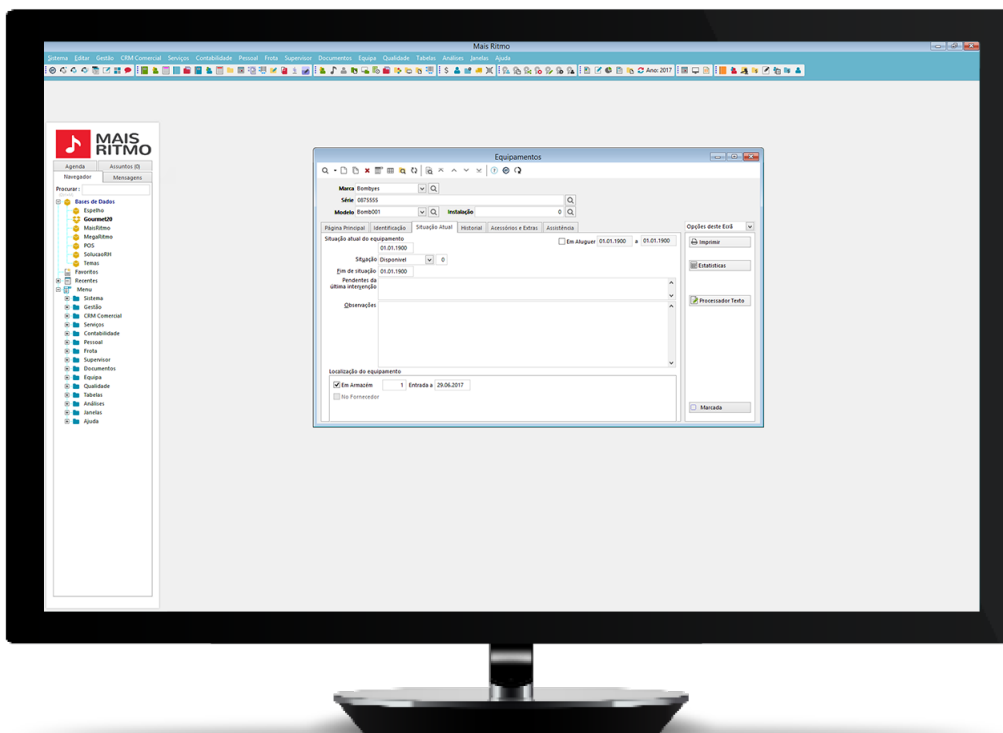 Mais Ritmo
Sistema Editar Gestão CRM Comercial Serviços Contabilidade Pessoal Frota Supervisor Documentos Equipa Qualidade Tabelas Análises Janelas Ajuda
Ano: 2017
MAIS
RITMO
Agenda Assuntos (0)
Navegador Mensagens
Procurar:
Bases de Dados
Espelho
Gourmet20
MaisRitmo
MegaRitmo
POS
SolucaoRH
Temas
Favoritos
Recentes
Menu
Sistema
Gestão
CRM Comercial
Serviços
Contabilidade
Pessoal
Frota
Supervisor
Documentos
Equipa
Qualidade
Tabelas
Análises
Janelas
Ajuda
Equipamentos
Marca Bombyes
Série 0875555
Modelo Bomb001 Instalação 0
Página Principal Identificação Situação Atual Historial Acessórios e Extras Assistência
Opções deste Ecrã
Situação atual do equipamento
01.01.1900
Em Aluguer 01.01.1900 a 01.01.1900
Situação Disponível 0
Fim de situação 01.01.1900
Pendentes da
última intervenção
Observações
Localização do equipamento
Em Armazém 1 Entrada a 29.06.2017
No Fornecedor
Imprimir
Estatísticas
Processador Texto
Marcada